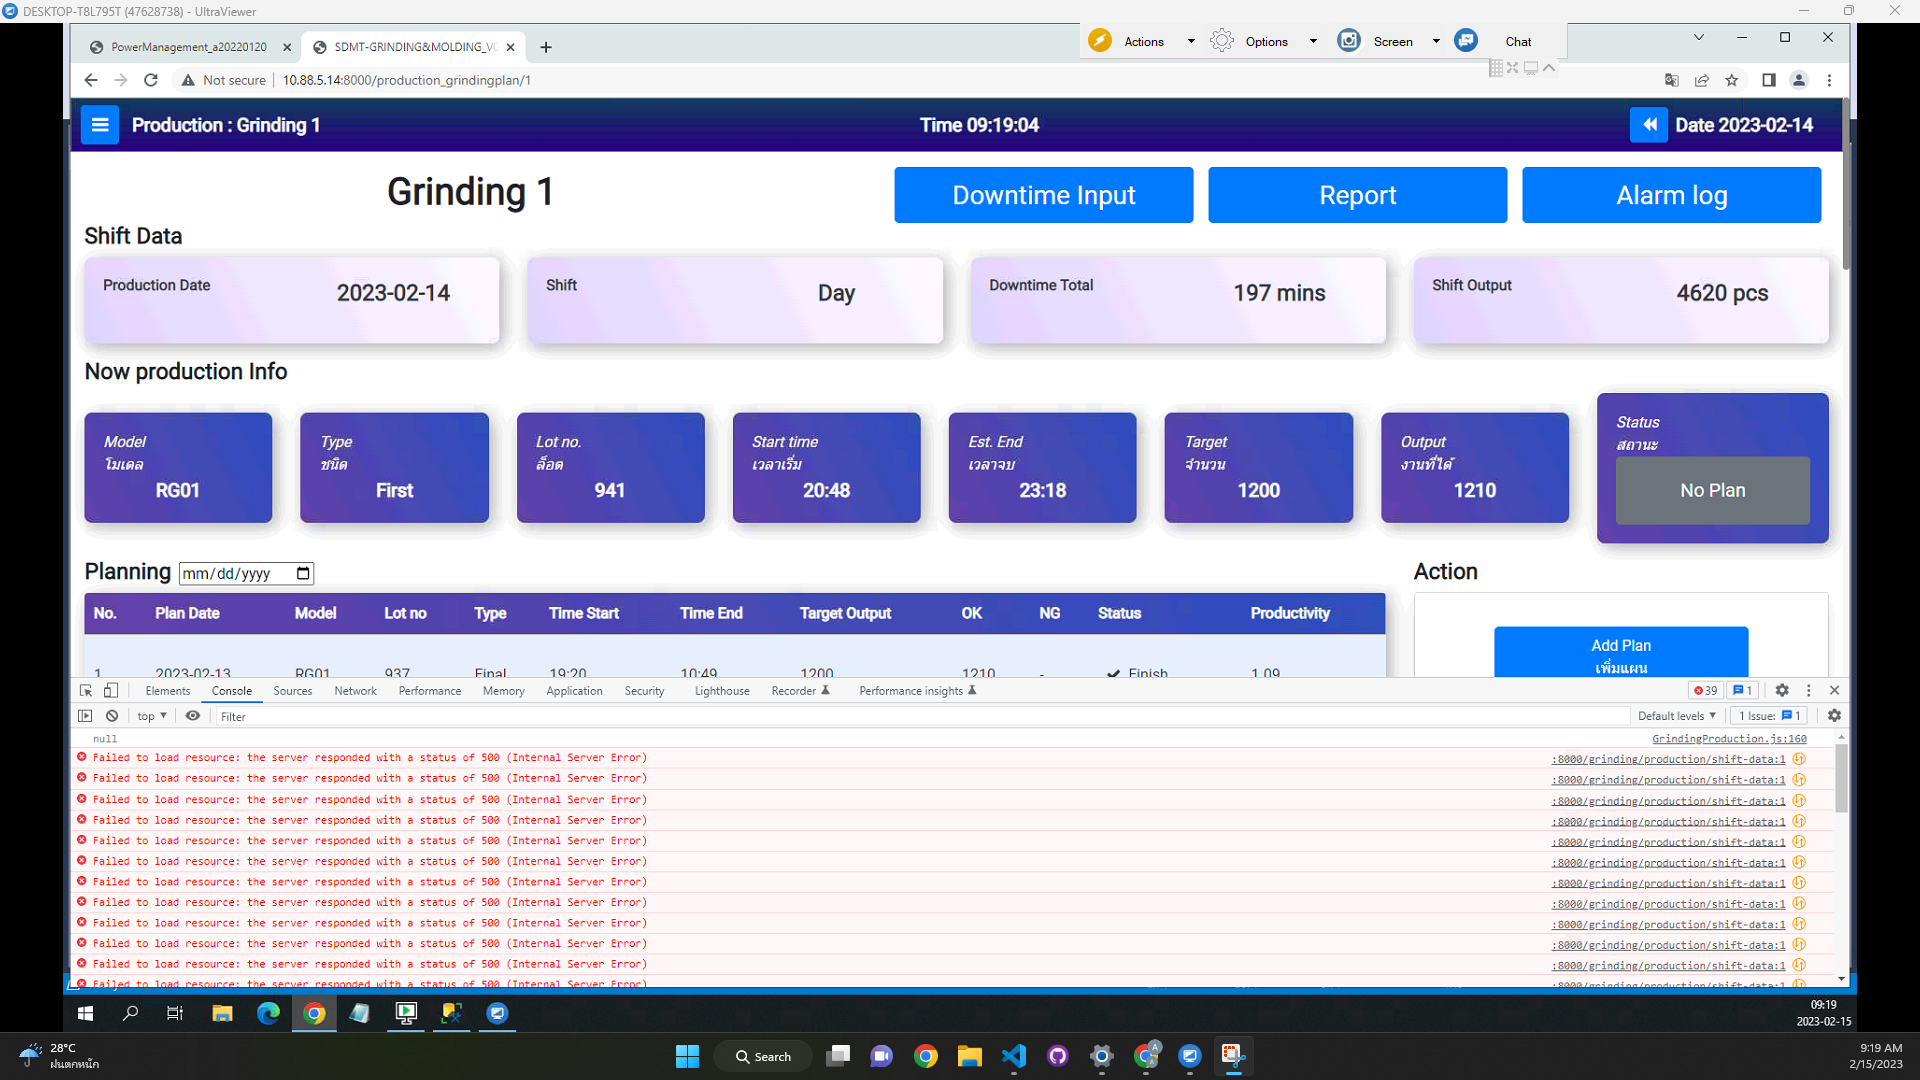 DESKTOP-T8L795T (47628738) - UltraViewer
PowerManagement_a20220120
SDMT-GRINDING&MOLDING_VC
Actions
Options
Screen
Chat
Not secure
10.88.5.14:8000/production_grindingplan/1
Production : Grinding 1
Time 09:19:04
Date 2023-02-14
Grinding 1
Downtime Input
Report
Alarm log
Shift Data
Production Date
2023-02-14
Shift
Day
Downtime Total
197 mins
Shift Output
4620 pcs
Now production Info
Model
โมเดล
RG01
Type
ชนิด
First
Lot no.
ล็อต
941
Start time
เวลาเริ่ม
20:48
Est. End
เวลาจบ
23:18
Target
จำนวน
1200
Output
งานที่ได้
1210
Status
สถานะ
No Plan
Planning mm/dd/yyyy
Action
No. Plan Date Model Lot no Type Time Start Time End Target Output OK NG Status Productivity
1 2023-02-13 RG01 937 Final 19:20 10:49 1200 1210 - Finish 1.09
Add Plan
เพิ่มแผน
Elements Console Sources Network Performance Memory Application Security Lighthouse Recorder Performance insights 39 1
top Filter Default levels 1 Issue: 1
null GrindingProduction.js:160
Failed to load resource: the server responded with a status of 500 (Internal Server Error) :8000/grinding/production/shift-data:1
Failed to load resource: the server responded with a status of 500 (Internal Server Error) :8000/grinding/production/shift-data:1
Failed to load resource: the server responded with a status of 500 (Internal Server Error) :8000/grinding/production/shift-data:1
Failed to load resource: the server responded with a status of 500 (Internal Server Error) :8000/grinding/production/shift-data:1
Failed to load resource: the server responded with a status of 500 (Internal Server Error) :8000/grinding/production/shift-data:1
Failed to load resource: the server responded with a status of 500 (Internal Server Error) :8000/grinding/production/shift-data:1
Failed to load resource: the server responded with a status of 500 (Internal Server Error) :8000/grinding/production/shift-data:1
Failed to load resource: the server responded with a status of 500 (Internal Server Error) :8000/grinding/production/shift-data:1
Failed to load resource: the server responded with a status of 500 (Internal Server Error) :8000/grinding/production/shift-data:1
Failed to load resource: the server responded with a status of 500 (Internal Server Error) :8000/grinding/production/shift-data:1
Failed to load resource: the server responded with a status of 500 (Internal Server Error) :8000/grinding/production/shift-data:1
Failed to load resource: the server responded with a status of 500 (Internal Server Error) :8000/grinding/production/shift-data:1
09:19
2023-02-15
28°C
ฝนตกหนัก
Search
A
9:19 AM
2/15/2023